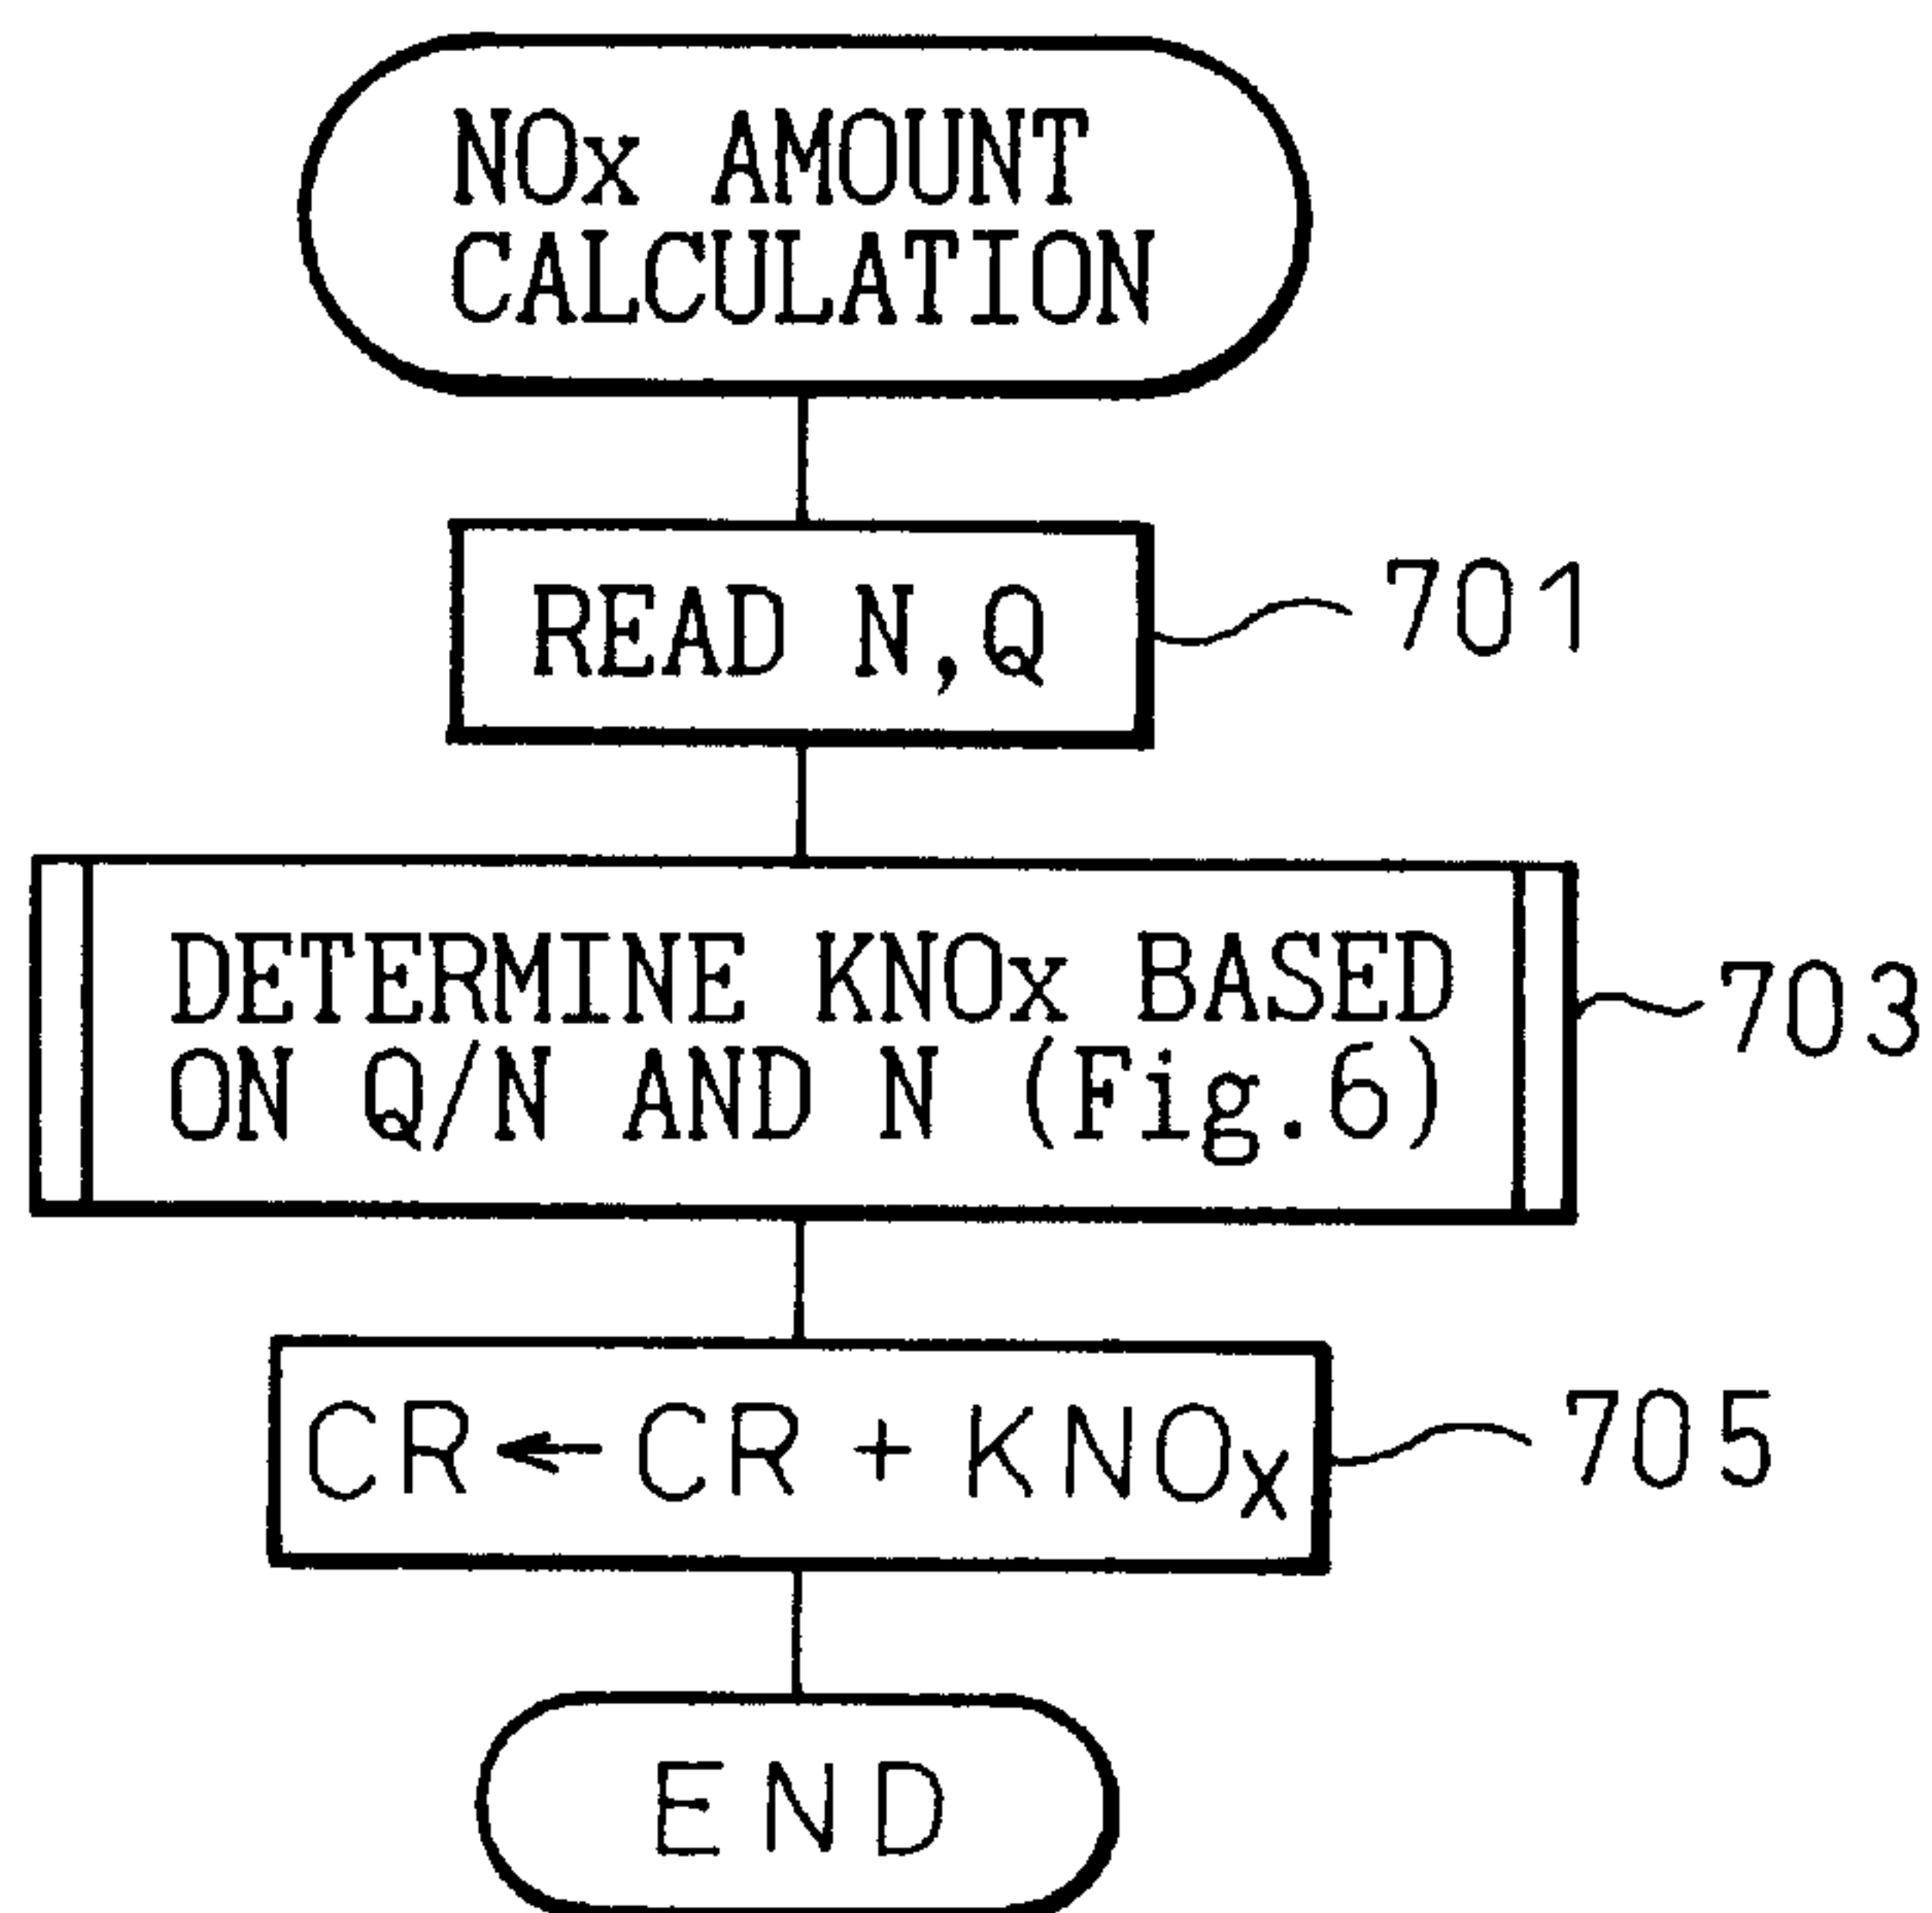 NOx AMOUNT
CALCULATION
READ N,Q
701
DETERMINE KNOx BASED
ON Q/N AND N (Fig.6)
703
CR ← CR + KNOx
705
END